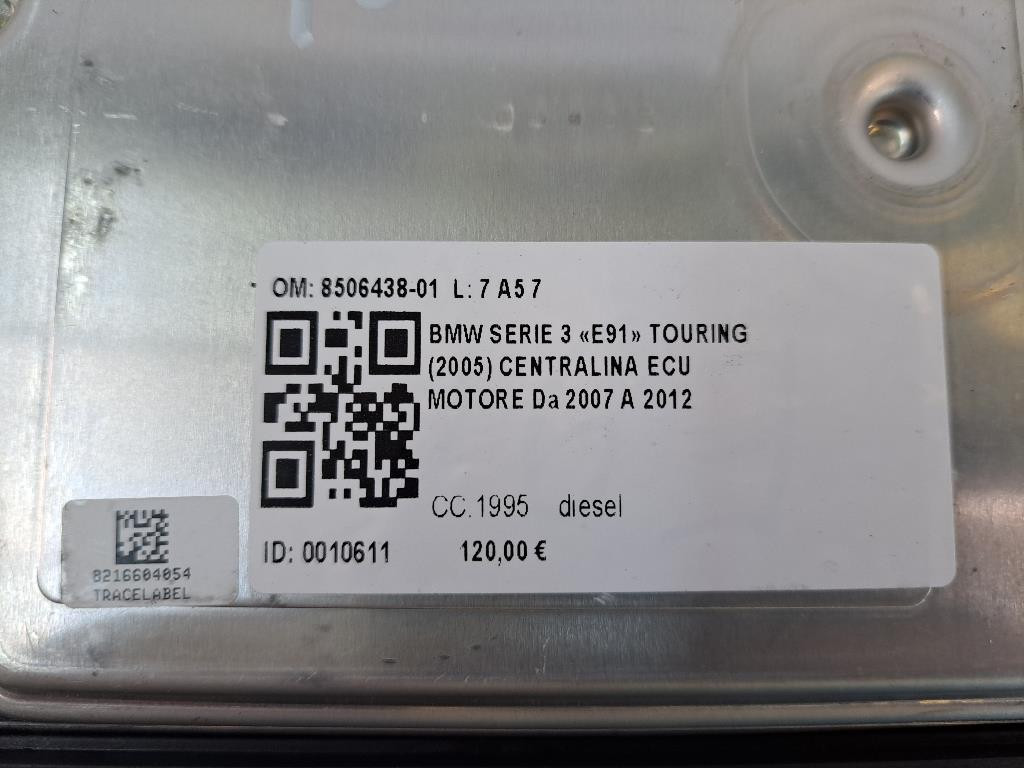 OM: 8506438-01 L: 7 A5 7
BMW SERIE 3 «E91» TOURING
(2005) CENTRALINA ECU
MOTORE Da 2007 A 2012
CC.1995 diesel
ID: 0010611 120,00 €
8216604054
TRACELABEL